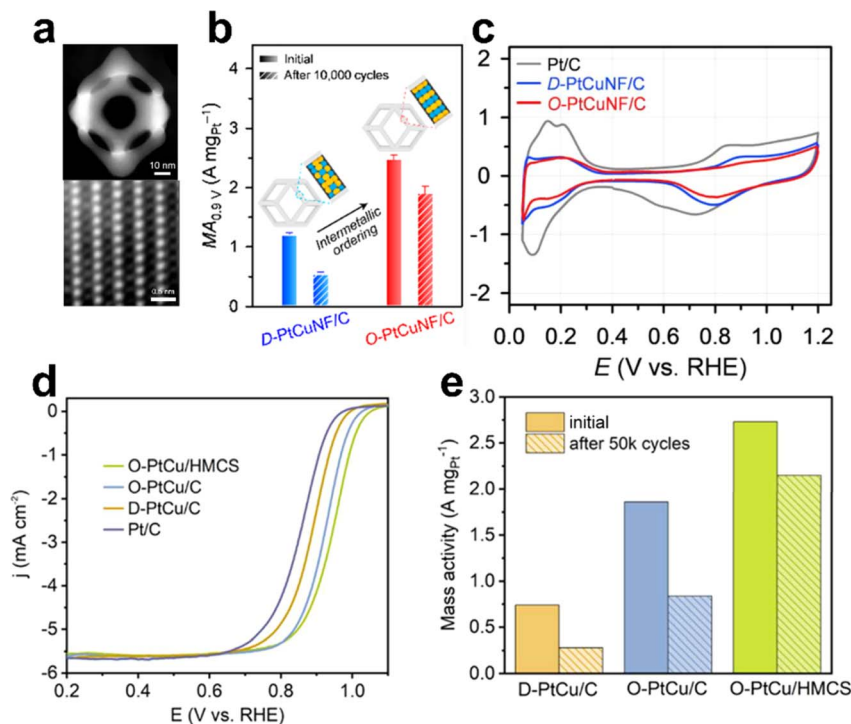 a
10 nm
0.5 nm
b
Initial
After 10,000 cycles
MA0.9 V (A mgPt−1)
5
4
3
2
1
0
Intermetallic
ordering
D-PtCuNF/C
O-PtCuNF/C
c
Pt/C
D-PtCuNF/C
O-PtCuNF/C
2
1
0
-1
-2
0.0 0.2 0.4 0.6 0.8 1.0 1.2
E (V vs. RHE)
d
j (mA cm-2)
0
-1
-2
-3
-4
-5
-6
O-PtCu/HMCS
O-PtCu/C
D-PtCu/C
Pt/C
0.2 0.4 0.6 0.8 1.0
E (V vs. RHE)
e
Mass activity (A mgPt-1)
3.0
2.5
2.0
1.5
1.0
0.5
0.0
initial
after 50k cycles
D-PtCu/C O-PtCu/C O-PtCu/HMCS